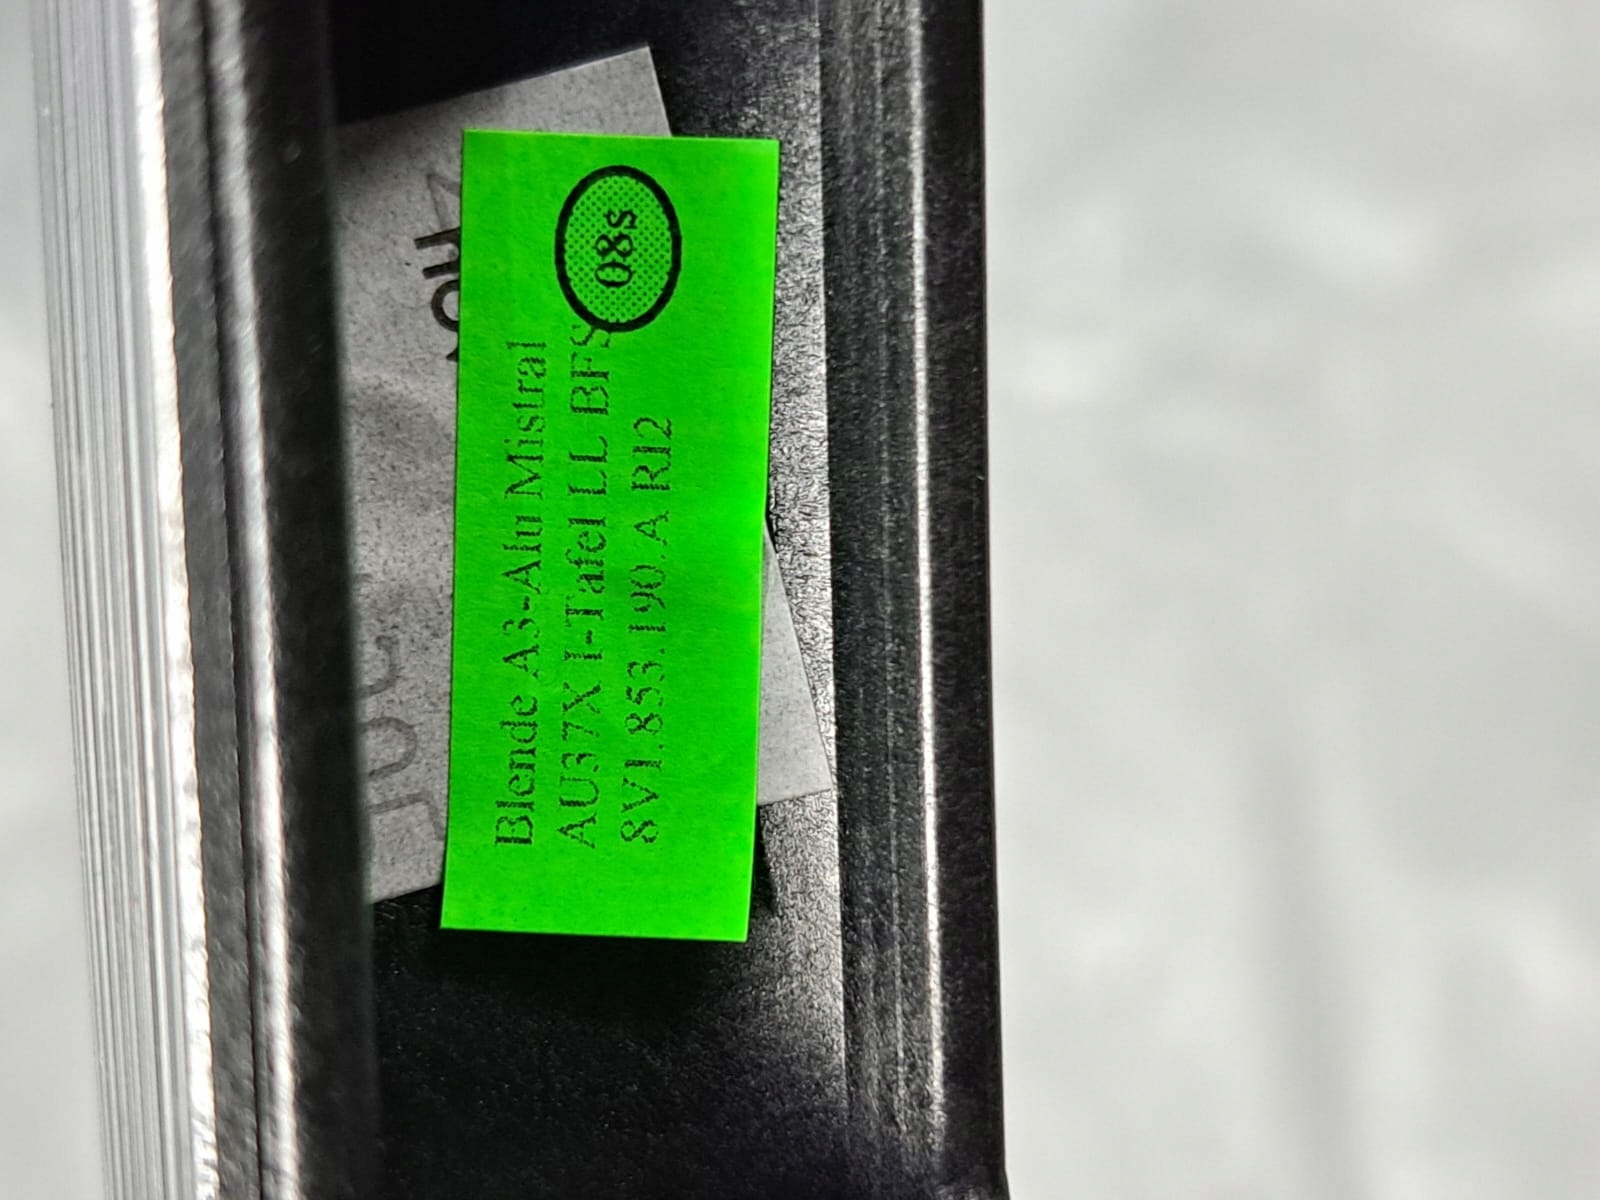 Blende A3-Alu Mistral
AU37X I-Tafel LL BFS
8V1.853.190.A RI2
08s